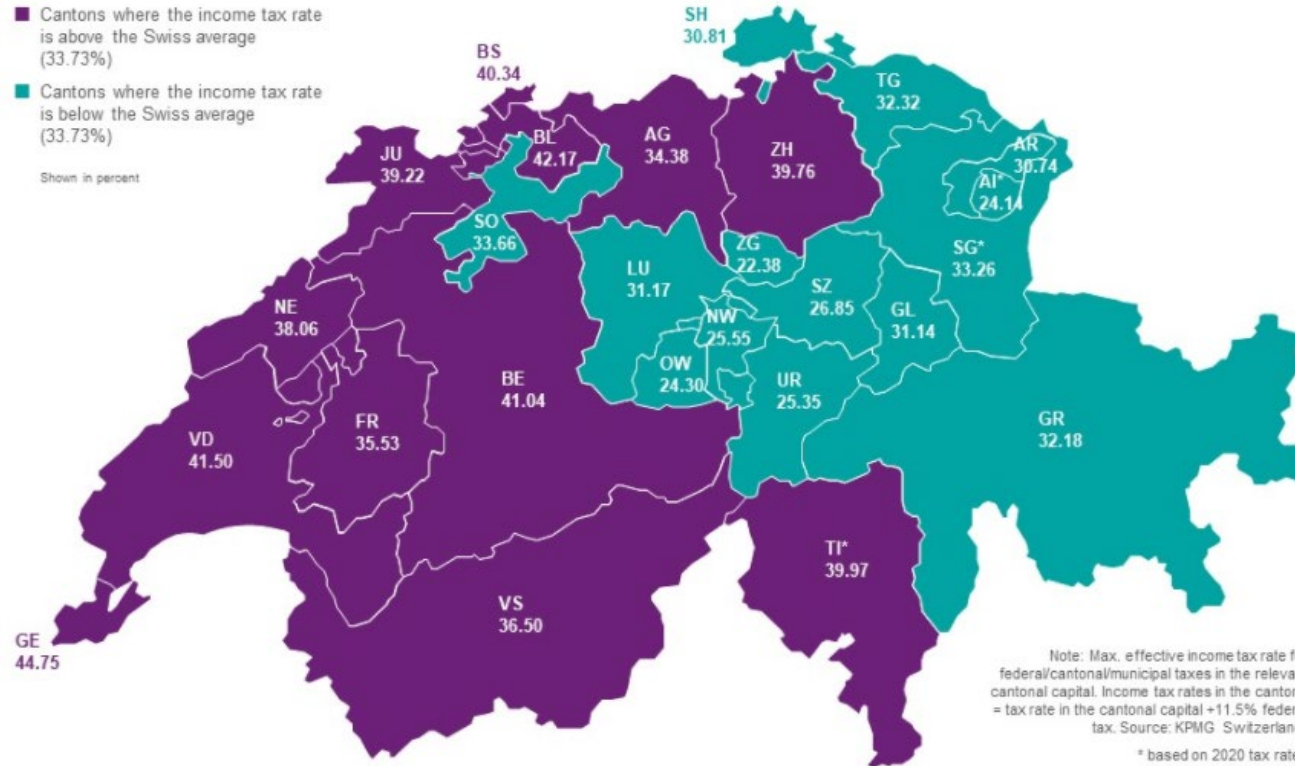 Cantons where the income tax rate
is above the Swiss average
(33.73%)
Cantons where the income tax rate
is below the Swiss average
(33.73%)
Shown in percent
SH
30.81
BS
40.34
TG
32.32
BL
42.17
AG
34.38
ZH
39.76
AR
30.74
JU
39.22
AI*
24.14
SO
33.66
ZG
22.38
SG*
33.26
LU
31.17
SZ
26.85
NE
38.06
NW
25.55
GL
31.14
OW
24.30
BE
41.04
UR
25.35
FR
35.53
GR
32.18
VD
41.50
TI*
39.97
VS
36.50
GE
44.75
Note: Max. effective income tax rate f
federal/cantonal/municipal taxes in the releva
cantonal capital. Income tax rates in the canton
= tax rate in the cantonal capital +11.5% feder
tax. Source: KPMG Switzerlan
* based on 2020 tax rate